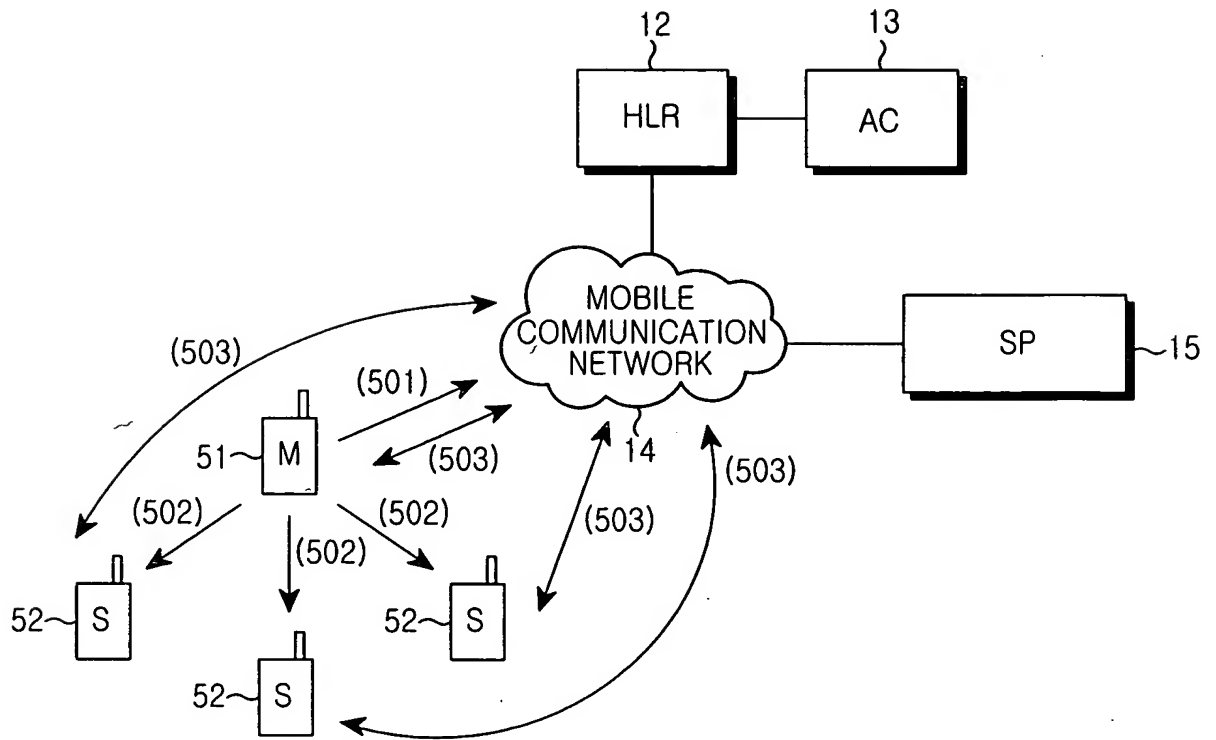 12
13
HLR
AC
MOBILE
COMMUNICATION
NETWORK
SP
15
14
(503)
(501)
(503)
51
M
(502)
(502)
(502)
(503)
(503)
52
S
52
S
52
S